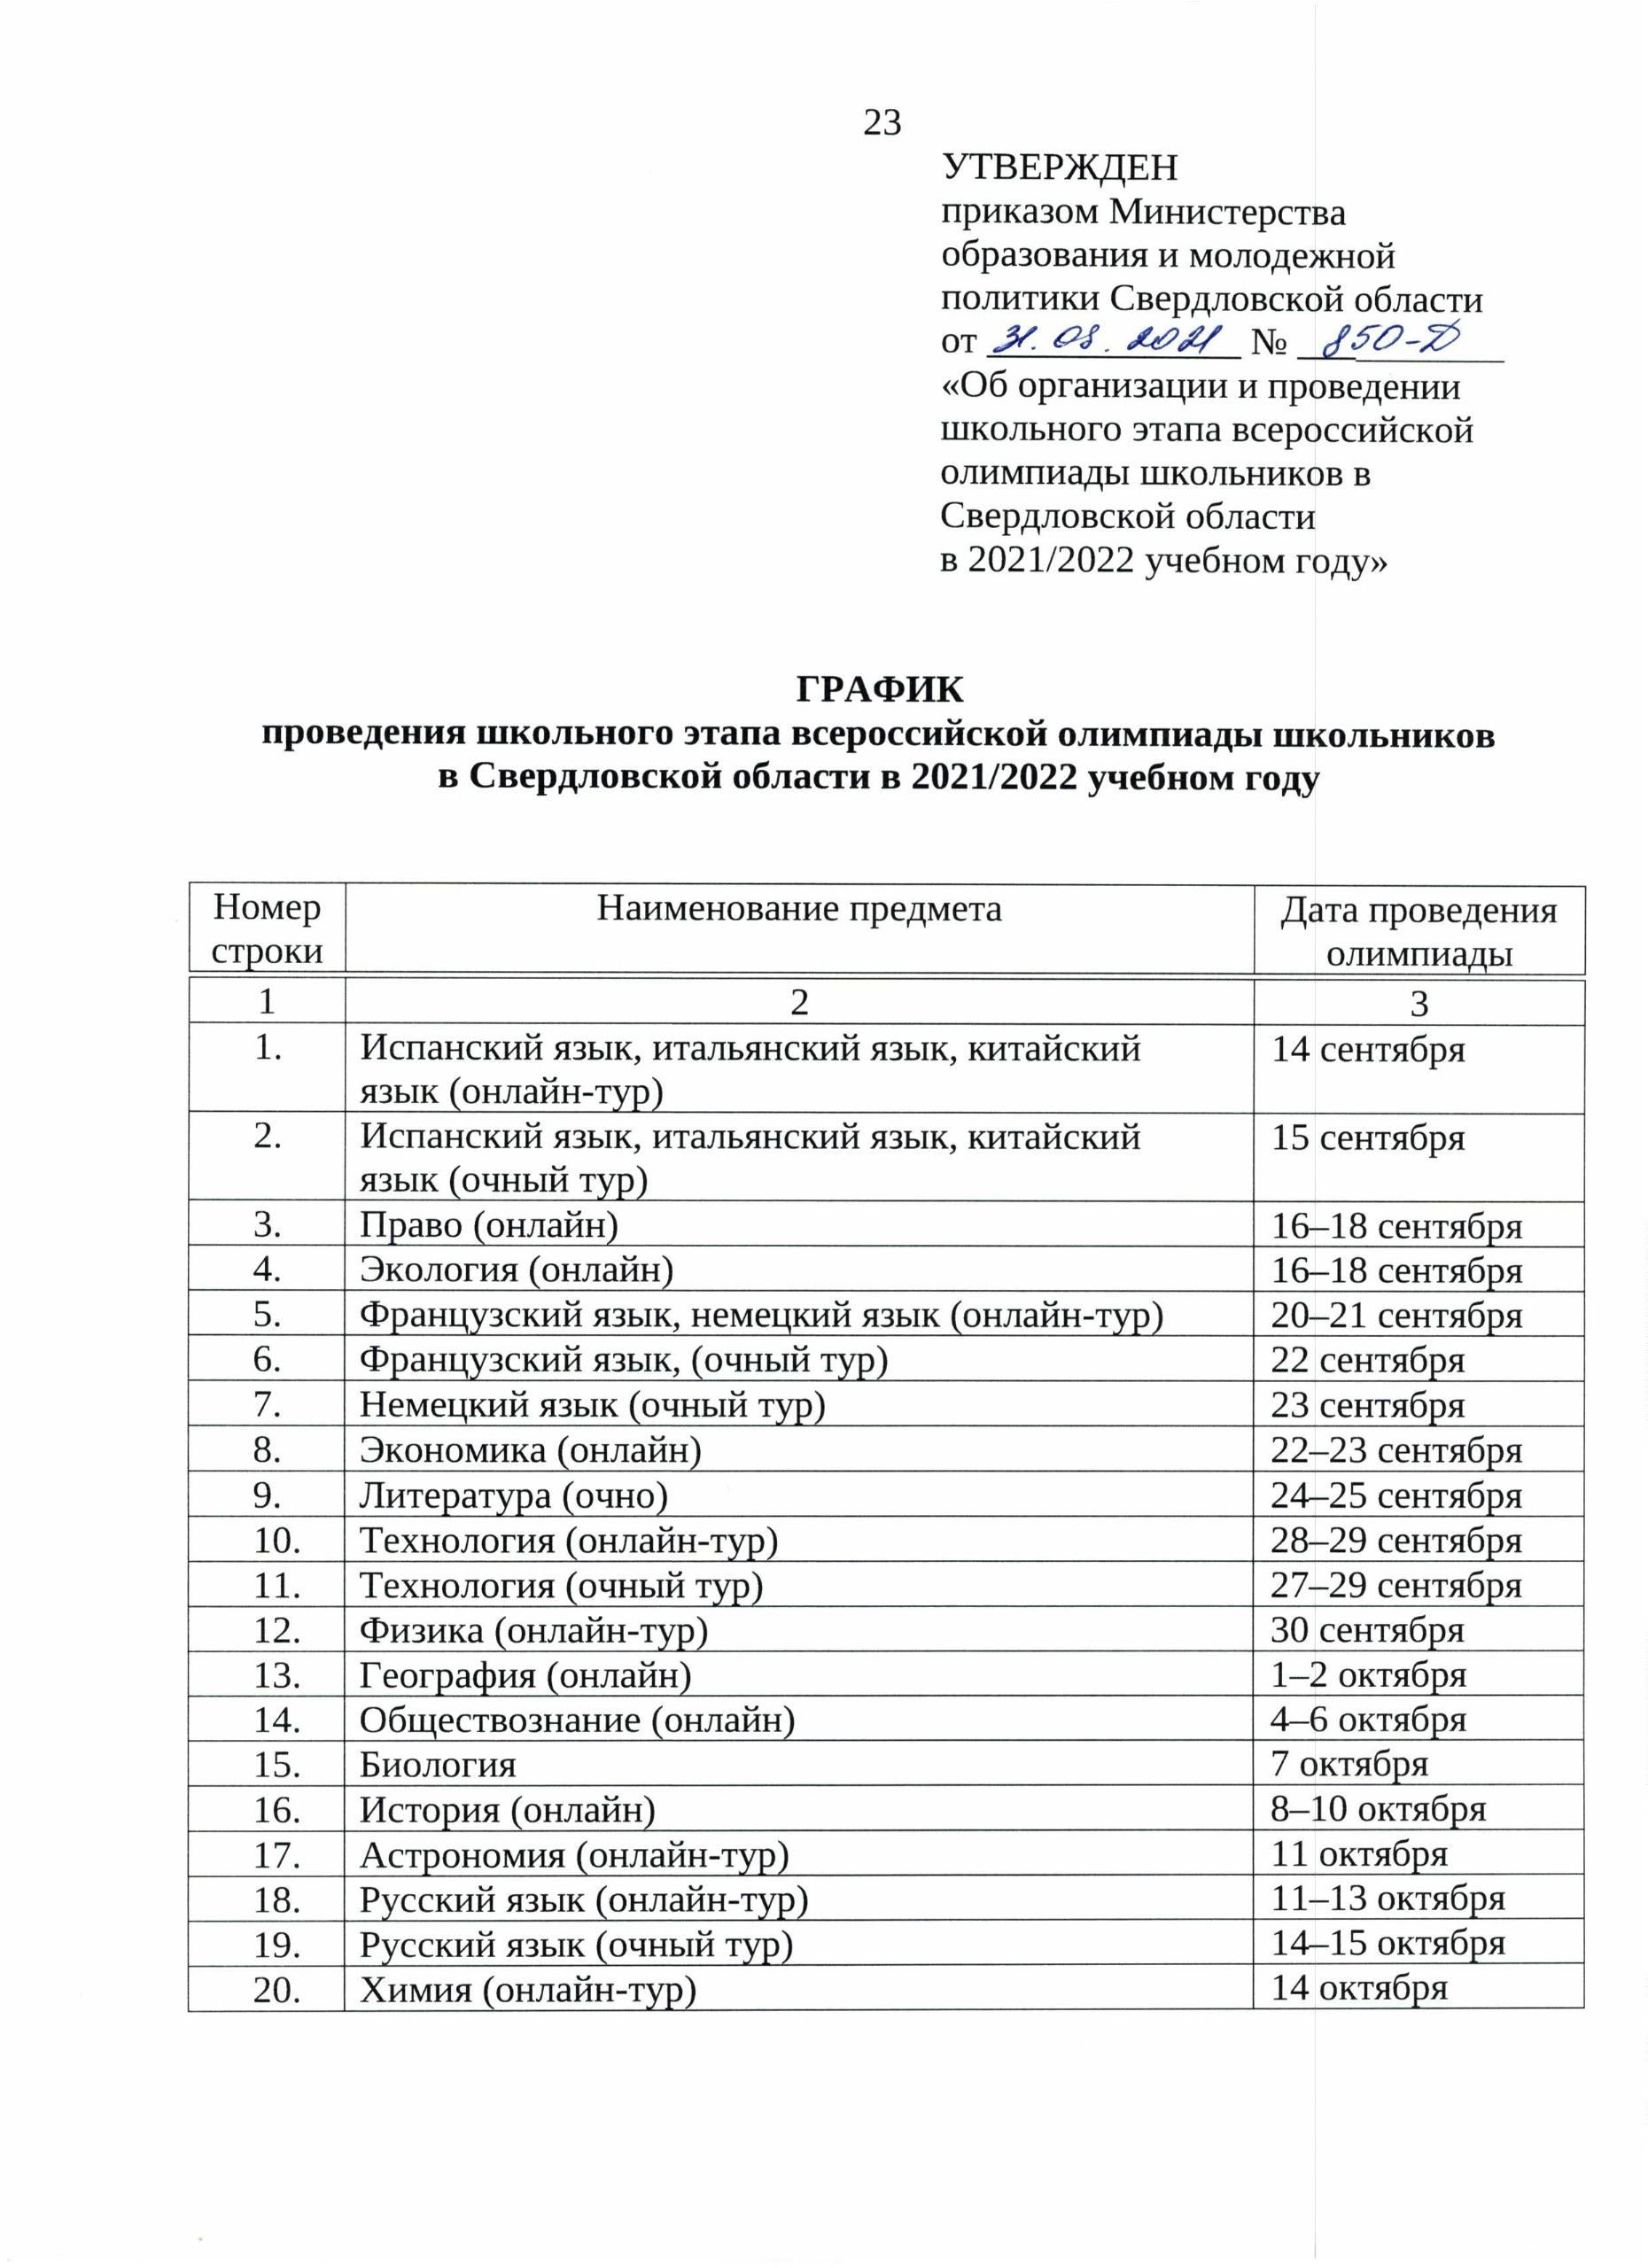 23
УТВЕРЖДЕН
приказом Министерства
образования и молодежной
политики Свердловской области
от 31.08.2021 № 850-Д
«Об организации и проведении
школьного этапа всероссийской
олимпиады школьников в
Свердловской области
в 2021/2022 учебном году»
ГРАФИК
проведения школьного этапа всероссийской олимпиады школьников
в Свердловской области в 2021/2022 учебном году
Номер строки Наименование предмета Дата проведения олимпиады
1 2 3
1. Испанский язык, итальянский язык, китайский 14 сентября
язык (онлайн-тур)
2. Испанский язык, итальянский язык, китайский 15 сентября
язык (очный тур)
3. Право (онлайн) 16–18 сентября
4. Экология (онлайн) 16–18 сентября
5. Французский язык, немецкий язык (онлайн-тур) 20–21 сентября
6. Французский язык, (очный тур) 22 сентября
7. Немецкий язык (очный тур) 23 сентября
8. Экономика (онлайн) 22–23 сентября
9. Литература (очно) 24–25 сентября
10. Технология (онлайн-тур) 28–29 сентября
11. Технология (очный тур) 27–29 сентября
12. Физика (онлайн-тур) 30 сентября
13. География (онлайн) 1–2 октября
14. Обществознание (онлайн) 4–6 октября
15. Биология 7 октября
16. История (онлайн) 8–10 октября
17. Астрономия (онлайн-тур) 11 октября
18. Русский язык (онлайн-тур) 11–13 октября
19. Русский язык (очный тур) 14–15 октября
20. Химия (онлайн-тур) 14 октября